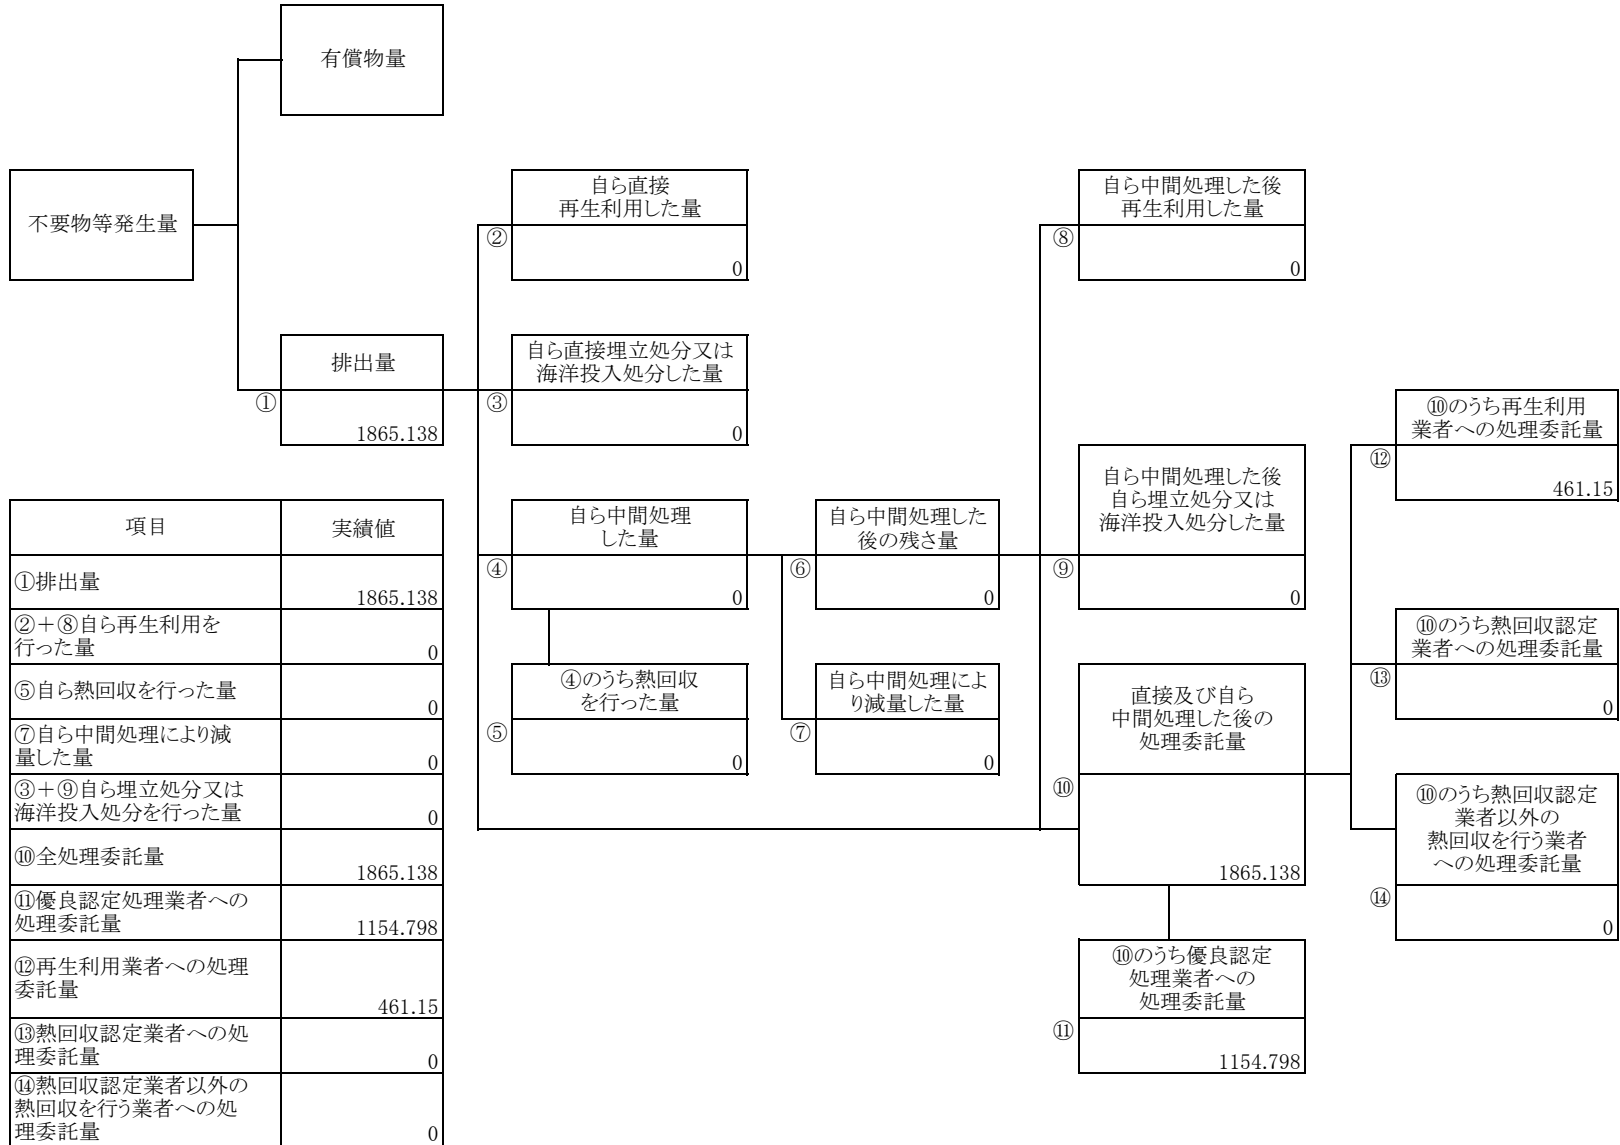 有償物量
不要物等発生量
排出量
①
1865.138
自ら直接
再生利用した量
②
0
自ら直接埋立処分又は
海洋投入処分した量
③
0
自ら中間処理
した量
④
0
④のうち熱回収
を行った量
⑤
0
自ら中間処理した
後の残さ量
⑥
0
自ら中間処理によ
り減量した量
⑦
0
自ら中間処理した後
再生利用した量
⑧
0
自ら中間処理した後
自ら埋立処分又は
海洋投入処分した量
⑨
0
直接及び自ら
中間処理した後の
処理委託量
⑩
1865.138
⑩のうち優良認定
処理業者への
処理委託量
⑪
1154.798
⑩のうち再生利用
業者への処理委託量
⑫
461.15
⑩のうち熱回収認定
業者への処理委託量
⑬
0
⑩のうち熱回収認定
業者以外の
熱回収を行う業者
への処理委託量
⑭
0
項目 実績値
①排出量
1865.138
②+⑧自ら再生利用を
行った量
0
⑤自ら熱回収を行った量
0
⑦自ら中間処理により減
量した量
0
③+⑨自ら埋立処分又は
海洋投入処分を行った量
0
⑩全処理委託量
1865.138
⑪優良認定処理業者への
処理委託量
1154.798
⑫再生利用業者への処理
委託量
461.15
⑬熱回収認定業者への処
理委託量
0
⑭熱回収認定業者以外の
熱回収を行う業者への処
理委託量
0